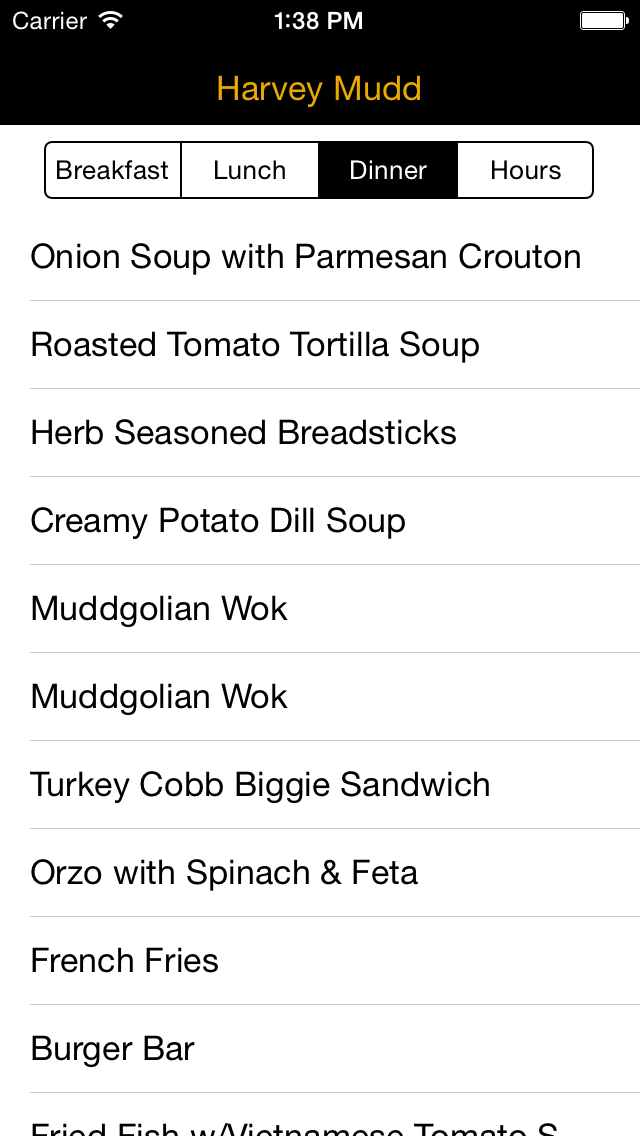 Carrier 1:38 PM
Harvey Mudd
Breakfast Lunch Dinner Hours
Onion Soup with Parmesan Crouton
Roasted Tomato Tortilla Soup
Herb Seasoned Breadsticks
Creamy Potato Dill Soup
Muddgolian Wok
Muddgolian Wok
Turkey Cobb Biggie Sandwich
Orzo with Spinach & Feta
French Fries
Burger Bar
Fried Fish w/Vietnamese Tomato S